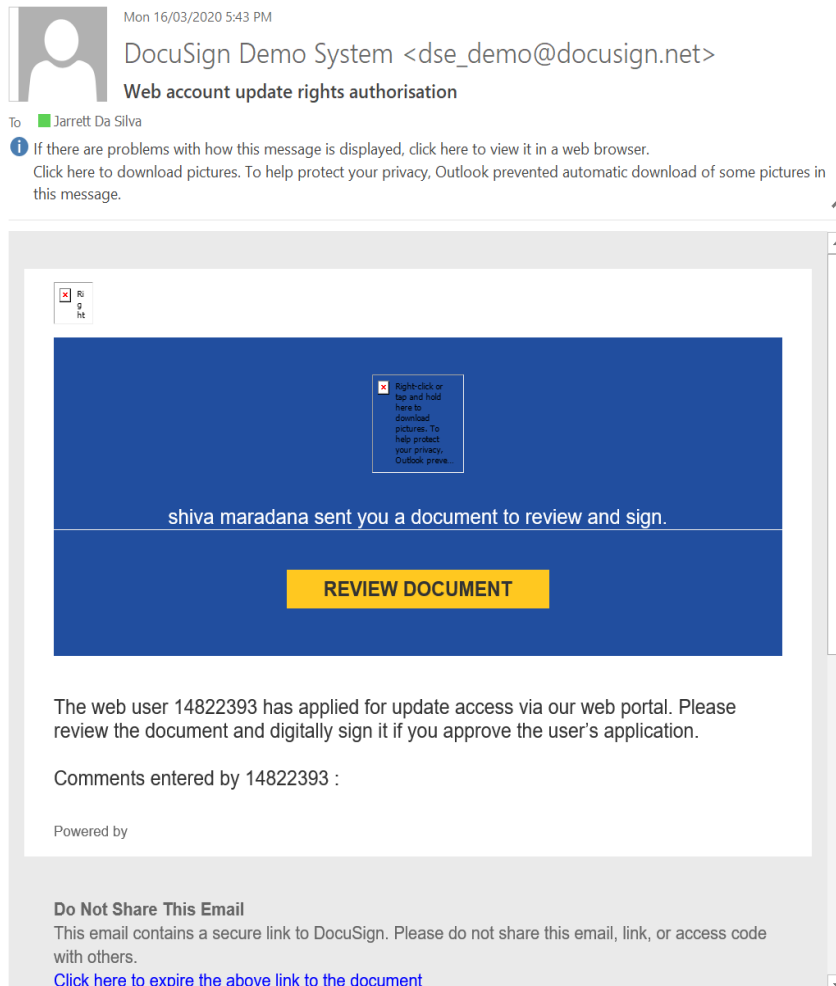 Mon 16/03/2020 5:43 PM
DocuSign Demo System <dse_demo@docusign.net>
Web account update rights authorisation
To Jarrett Da Silva
If there are problems with how this message is displayed, click here to view it in a web browser.
Click here to download pictures. To help protect your privacy, Outlook prevented automatic download of some pictures in
this message.
Ri
g
ht
Right-click or
tap and hold
here to
download
pictures. To
help protect
your privacy,
Outlook preve...
shiva maradana sent you a document to review and sign.
REVIEW DOCUMENT
The web user 14822393 has applied for update access via our web portal. Please
review the document and digitally sign it if you approve the user’s application.
Comments entered by 14822393 :
Powered by
Do Not Share This Email
This email contains a secure link to DocuSign. Please do not share this email, link, or access code
with others.
Click here to expire the above link to the document